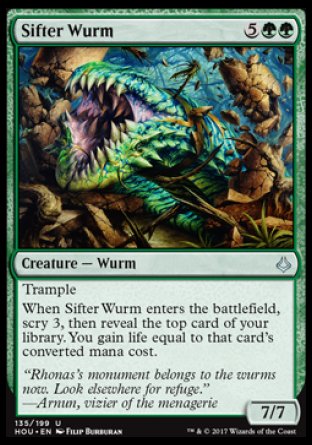 Sifter Wurm 5
Creature — Wurm
Trample
When Sifter Wurm enters the battlefield,
scry 3, then reveal the top card of your
library. You gain life equal to that card's
converted mana cost.
"Rhonas's monument belongs to the wurms
now. Look elsewhere for refuge."
—Arnun, vizier of the menagerie
7/7
135/199 U
HOU • EN FILIP BURBURAN
™ & © 2017 Wizards of the Coast